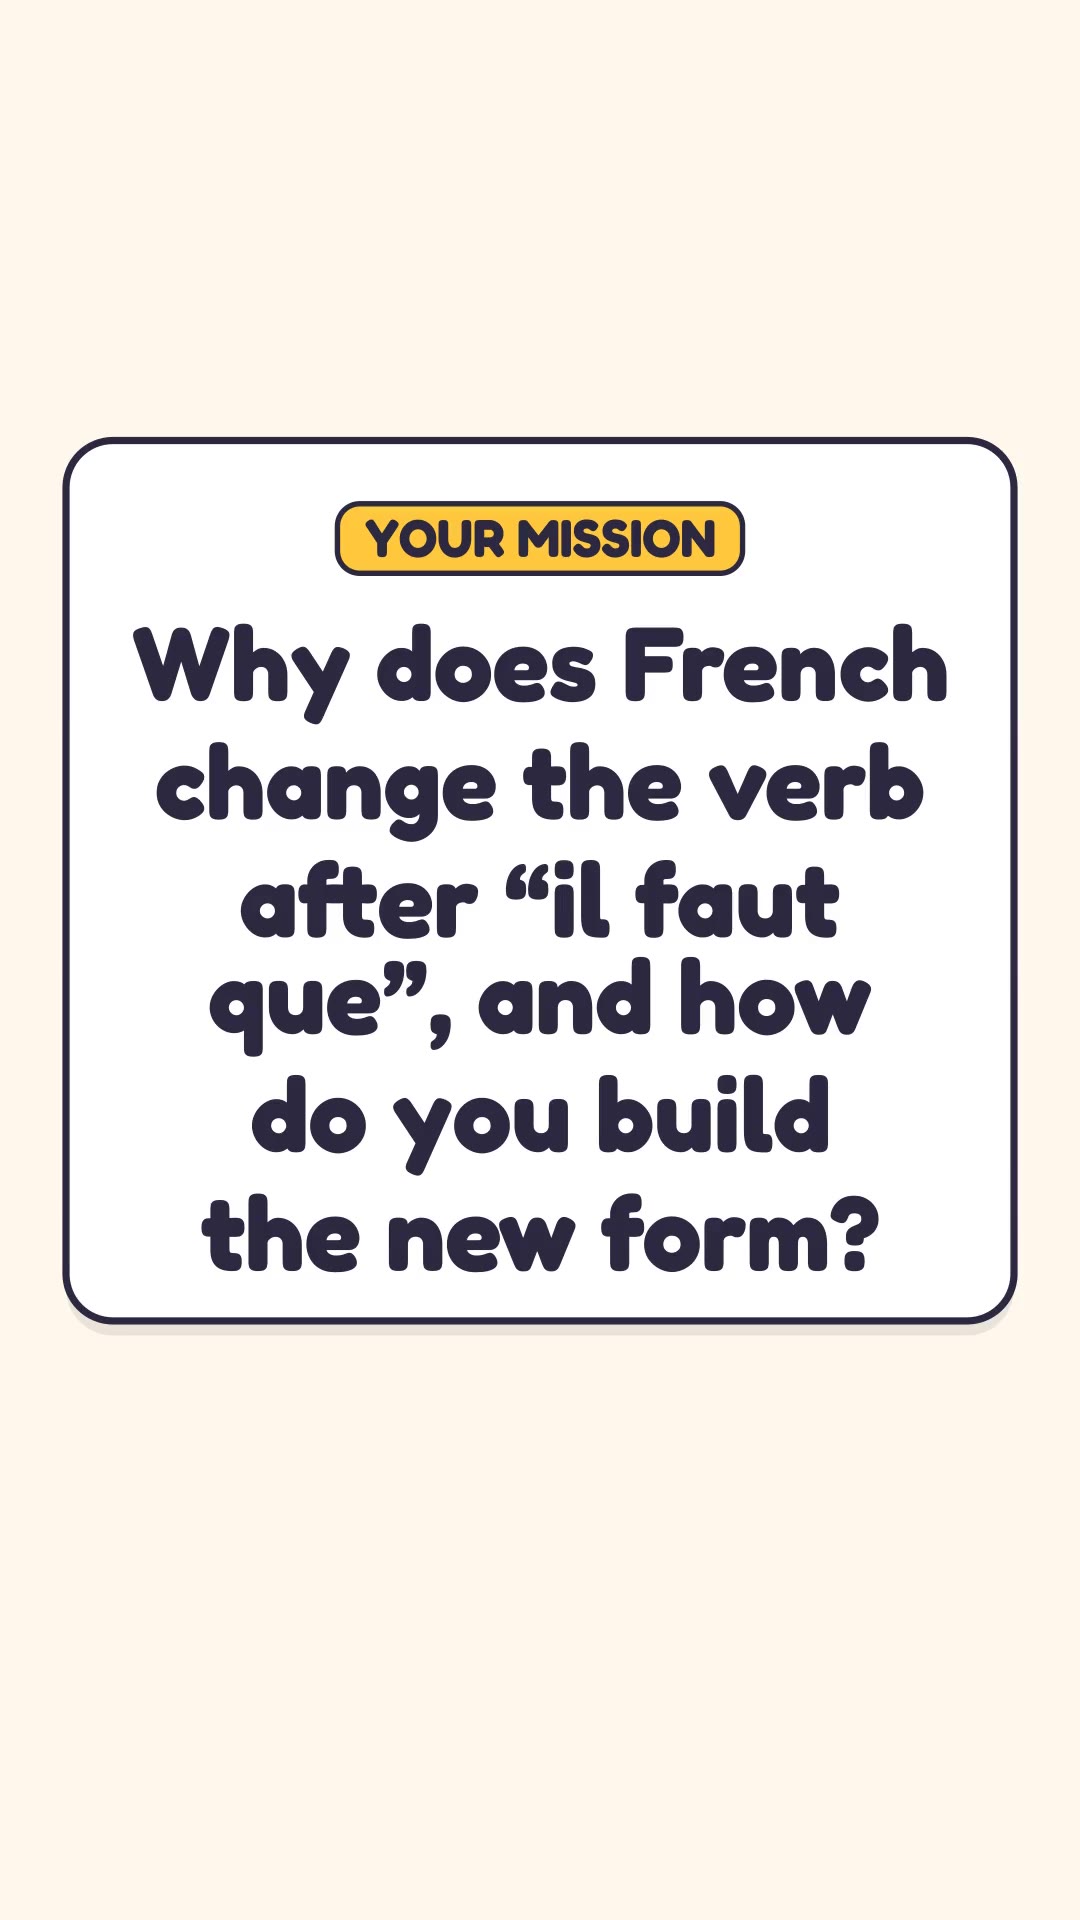 YOUR MISSION
Why does French
change the verb
after “il faut
que”, and how
do you build
the new form?